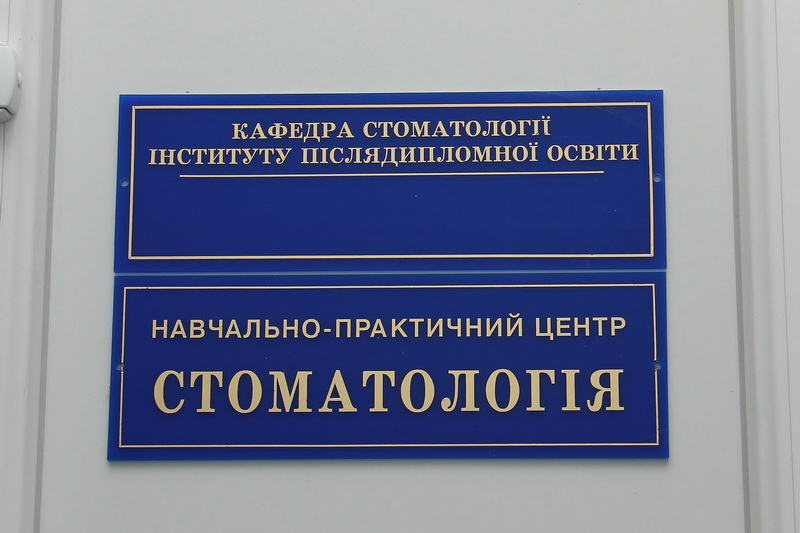 КАФЕДРА СТОМАТОЛОГІЇ
ІНСТИТУТУ ПІСЛЯДИПЛОМНОЇ ОСВІТИ
НАВЧАЛЬНО-ПРАКТИЧНИЙ ЦЕНТР
СТОМАТОЛОГІЯ